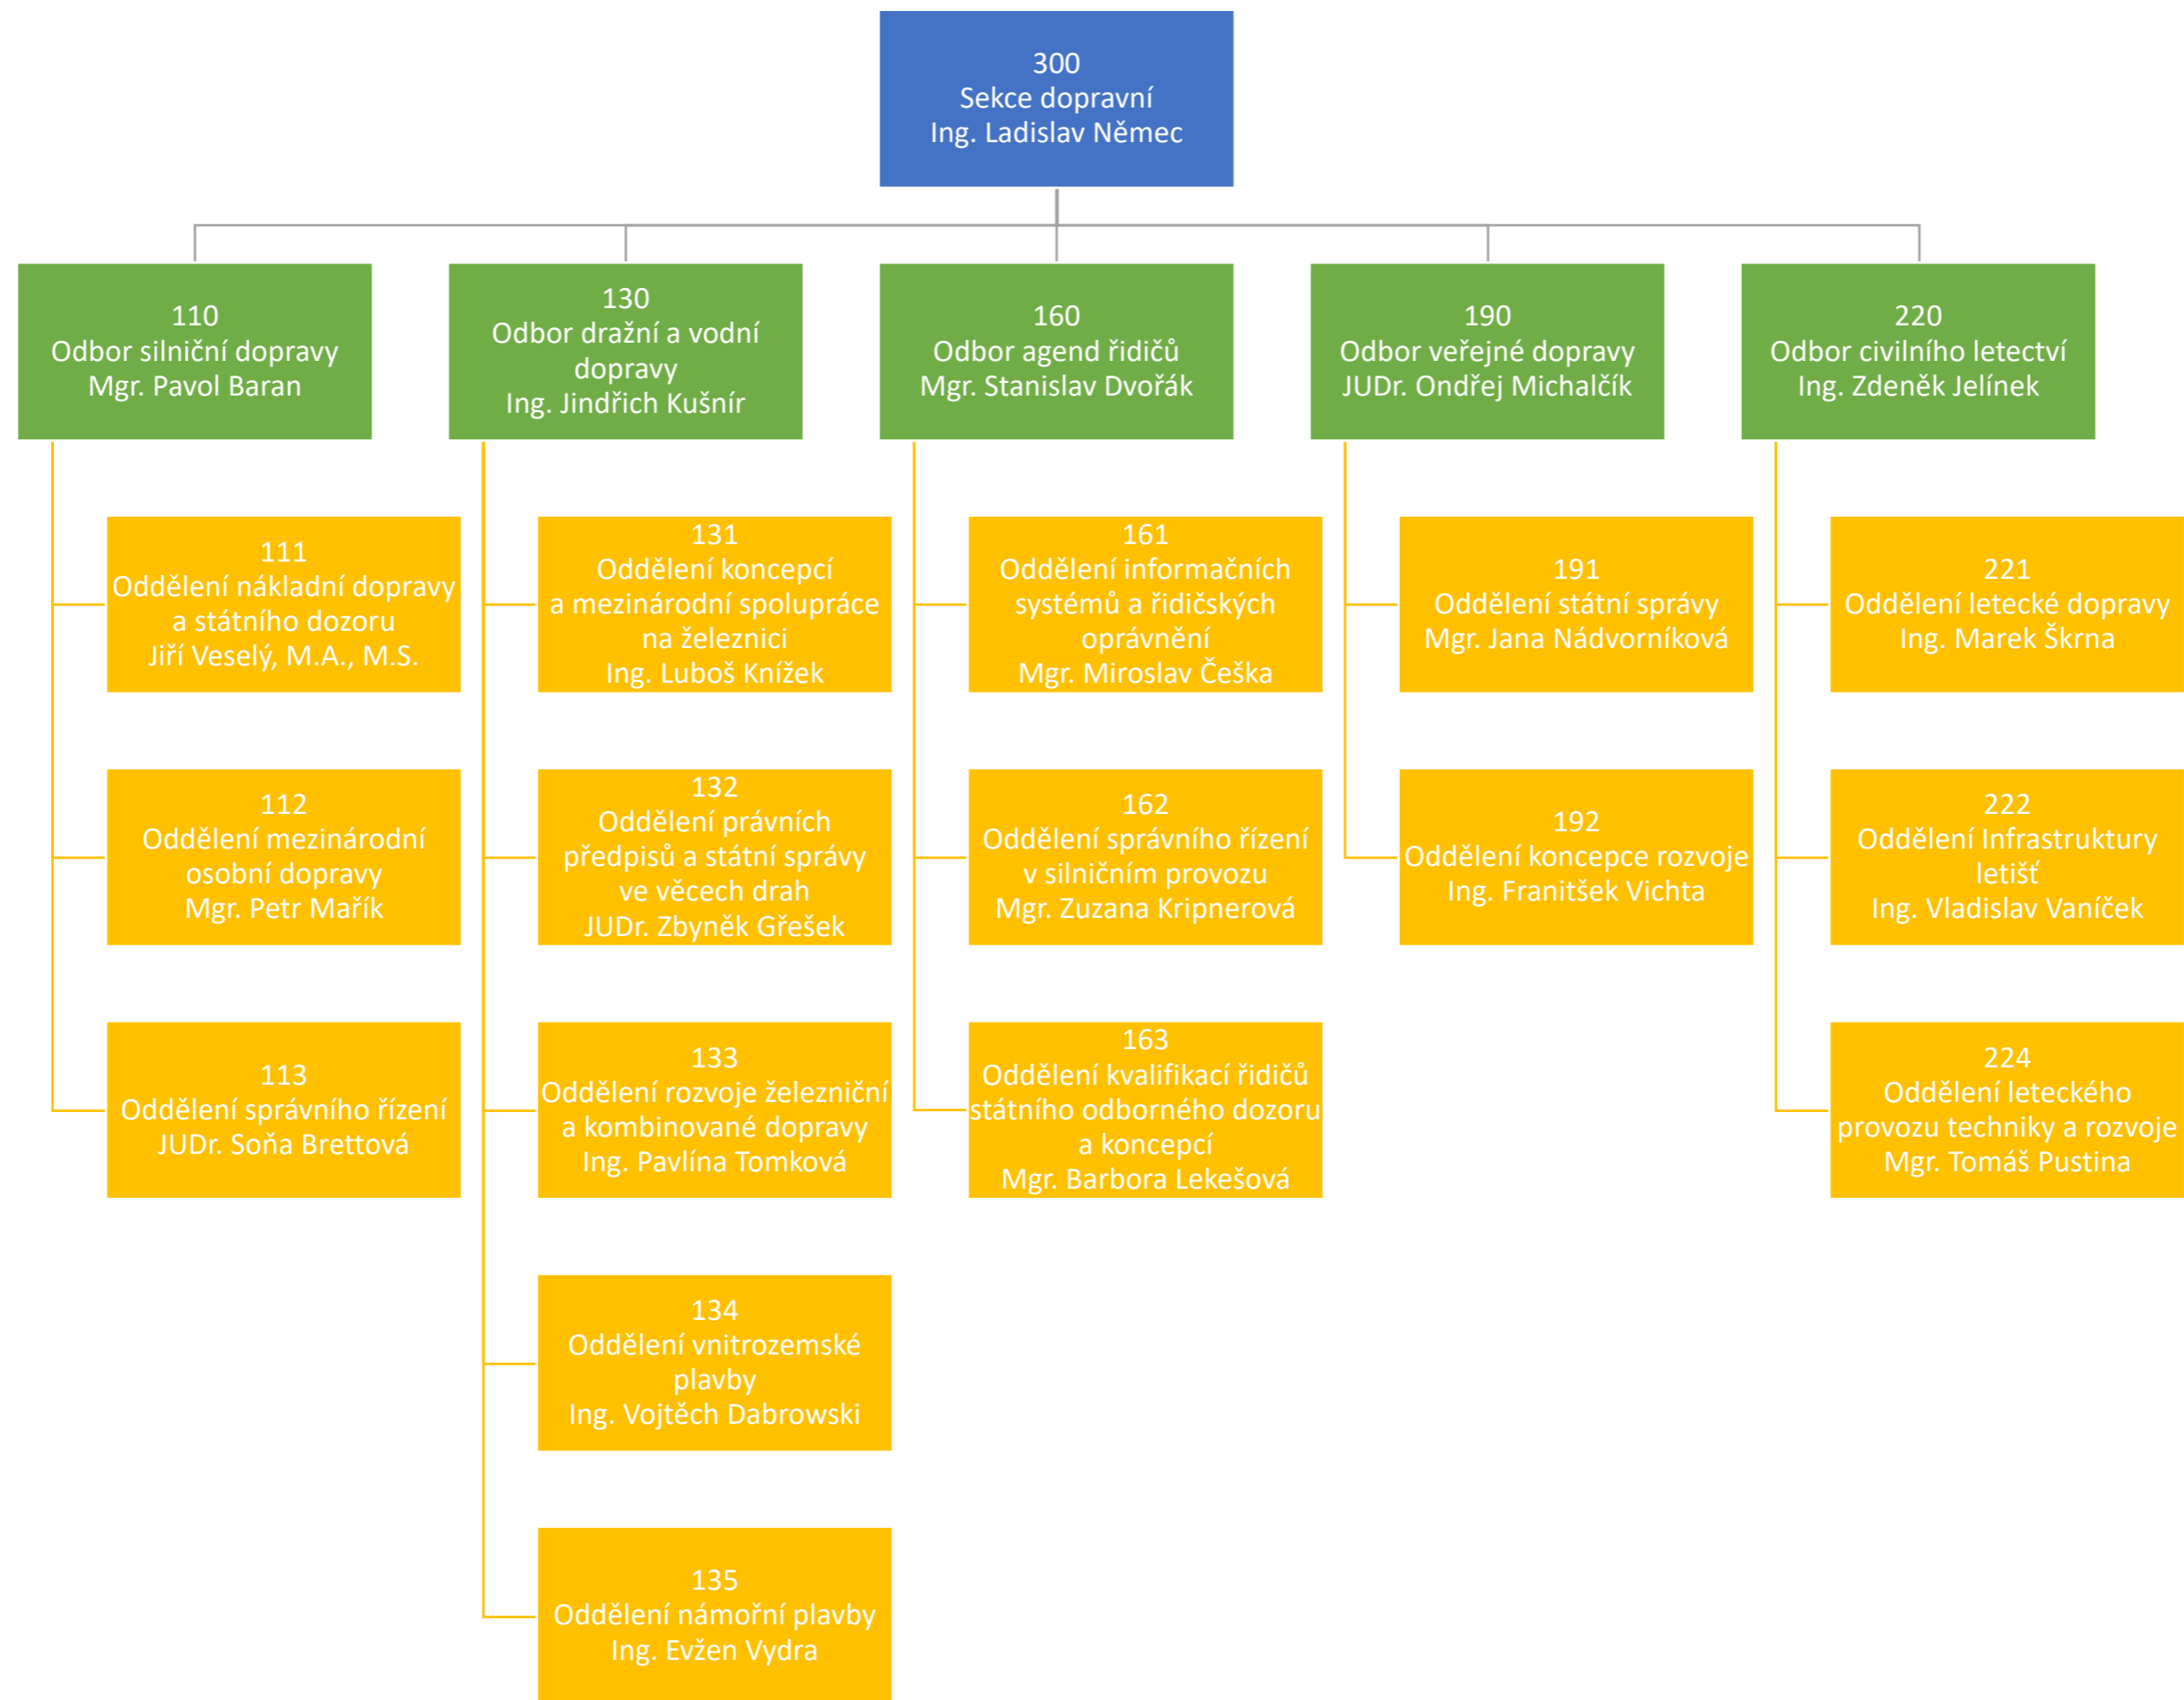 300
Sekce dopravní
Ing. Ladislav Němec
110
Odbor silniční dopravy
Mgr. Pavol Baran
130
Odbor dražní a vodní
dopravy
Ing. Jindřich Kušnír
160
Odbor agend řidičů
Mgr. Stanislav Dvořák
190
Odbor veřejné dopravy
JUDr. Ondřej Michalčík
220
Odbor civilního letectví
Ing. Zdeněk Jelínek
111
Oddělení nákladní dopravy
a státního dozoru
Jiří Veselý, M.A., M.S.
112
Oddělení mezinárodní
osobní dopravy
Mgr. Petr Mařík
113
Oddělení správního řízení
JUDr. Soňa Brettová
131
Oddělení koncepcí
a mezinárodní spolupráce
na železnici
Ing. Luboš Knížek
132
Oddělení právních
předpisů a státní správy
ve věcech drah
JUDr. Zbyněk Gřešek
133
Oddělení rozvoje železniční
a kombinované dopravy
Ing. Pavlína Tomková
134
Oddělení vnitrozemské
plavby
Ing. Vojtěch Dabrowski
135
Oddělení námořní plavby
Ing. Evžen Vydra
161
Oddělení informačních
systémů a řidičských
oprávnění
Mgr. Miroslav Češka
162
Oddělení správního řízení
v silničním provozu
Mgr. Zuzana Kripnerová
163
Oddělení kvalifikací řidičů
státního odborného dozoru
a koncepcí
Mgr. Barbora Lekešová
191
Oddělení státní správy
Mgr. Jana Nádvorníková
192
Oddělení koncepce rozvoje
Ing. Franitšek Vichta
221
Oddělení letecké dopravy
Ing. Marek Škrna
222
Oddělení Infrastruktury
letišť
Ing. Vladislav Vaníček
224
Oddělení leteckého
provozu techniky a rozvoje
Mgr. Tomáš Pustina